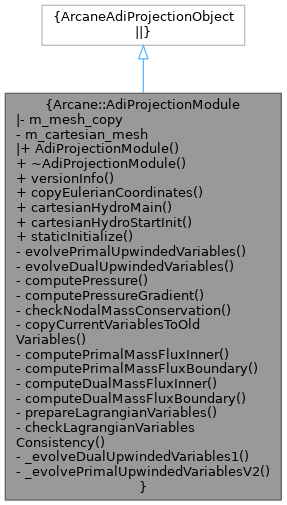 {ArcaneAdiProjectionObject
||}
{Arcane::AdiProjectionModule
|- m_mesh_copy
- m_cartesian_mesh
|+ AdiProjectionModule()
+ ~AdiProjectionModule()
+ versionInfo()
+ copyEulerianCoordinates()
+ cartesianHydroMain()
+ cartesianHydroStartInit()
+ staticInitialize()
- evolvePrimalUpwindedVariables()
- evolveDualUpwindedVariables()
- computePressure()
- computePressureGradient()
- checkNodalMassConservation()
- copyCurrentVariablesToOld
Variables()
- computePrimalMassFluxInner()
- computePrimalMassFluxBoundary()
- computeDualMassFluxInner()
- computeDualMassFluxBoundary()
- prepareLagrangianVariables()
- checkLagrangianVariables
Consistency()
- _evolveDualUpwindedVariables1()
- _evolvePrimalUpwindedVariablesV2()
}